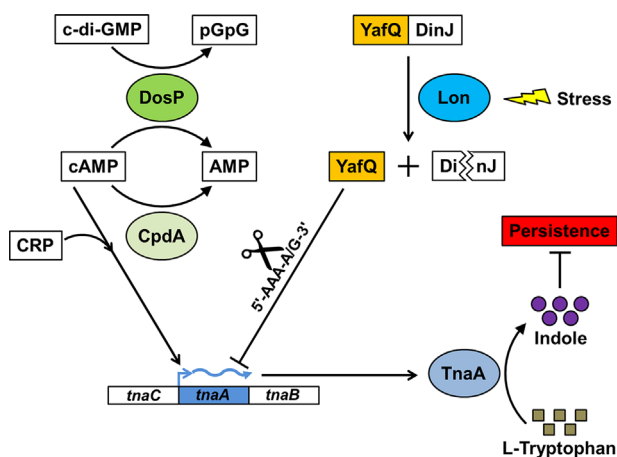 c-di-GMP pGpG YafQ DinJ
DosP Lon Stress
cAMP AMP YafQ + Di nJ
CpdA
CRP
5'-AAA-A/G-3'
Persistence
Indole
TnaA
tnaC tnaA tnaB
L-Tryptophan